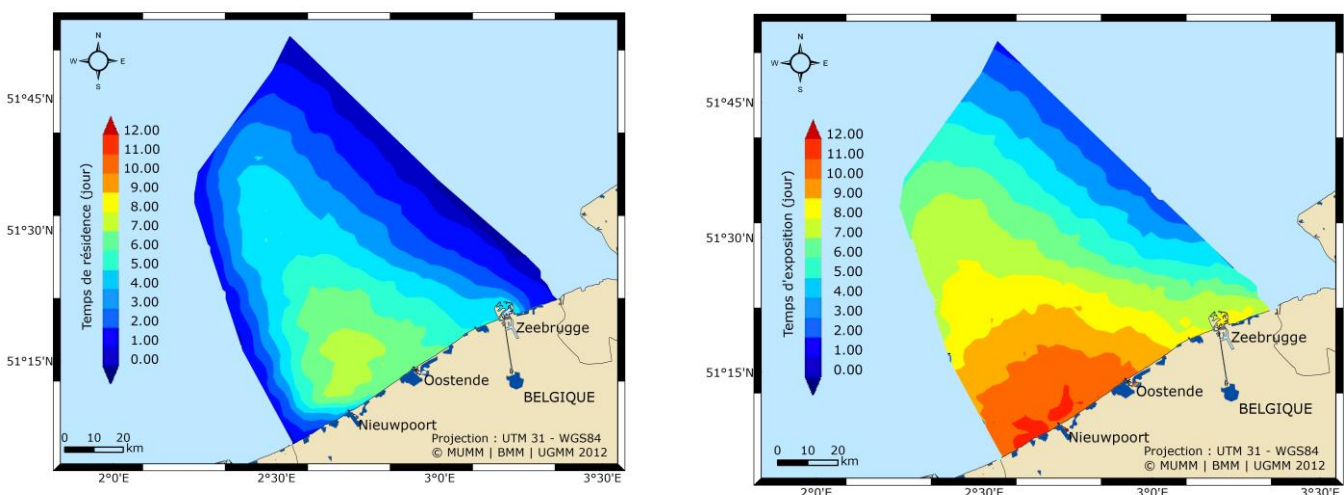 N
W E
S
51°45'N
51°30'N
51°15'N
Temps de résidence (jour)
12.00
11.00
10.00
9.00
8.00
7.00
6.00
5.00
4.00
3.00
2.00
1.00
0.00
Zeebrugge
Oostende
BELGIQUE
Nieuwpoort
0 10 20
km
Projection : UTM 31 - WGS84
© MUMM | BMM | UGMM 2012
2°0'E 2°30'E 3°0'E 3°30'E
N
W E
S
51°45'N
51°30'N
51°15'N
Temps d'exposition (jour)
12.00
11.00
10.00
9.00
8.00
7.00
6.00
5.00
4.00
3.00
2.00
1.00
0.00
Zeebrugge
Oostende
BELGIQUE
Nieuwpoort
0 10 20
km
Projection : UTM 31 - WGS84
© MUMM | BMM | UGMM 2012
2°0'E 2°30'E 3°0'E 3°30'E